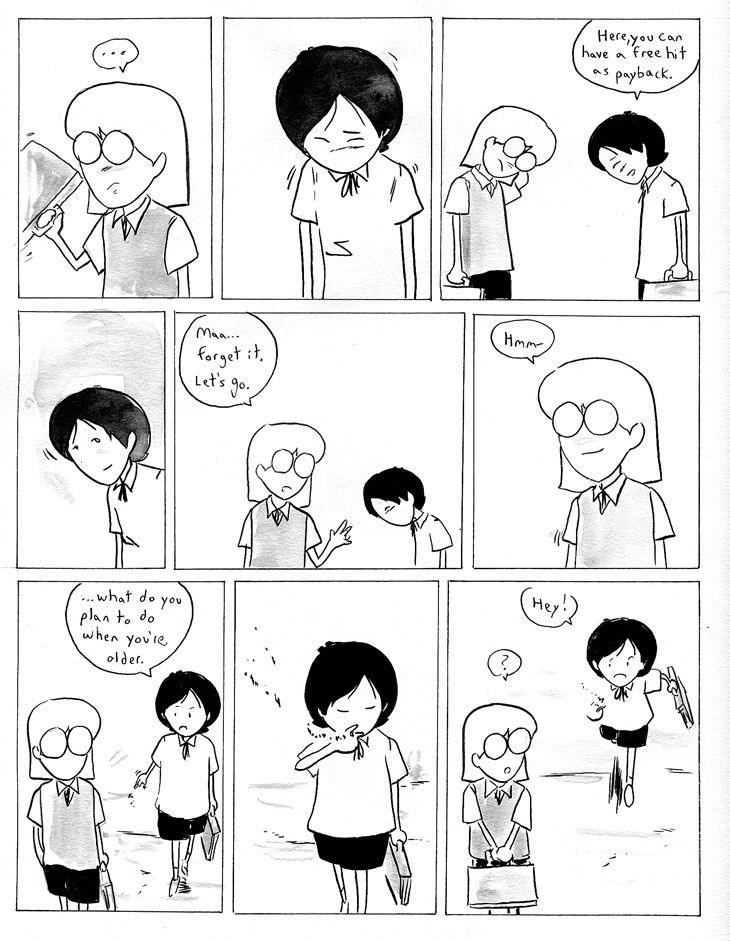 ...
Here, you can
have a free hit
as payback.
Maa...
forget it.
Let's go.
Hmm~
...what do you
plan to do
when you're
older.
?
Hey!